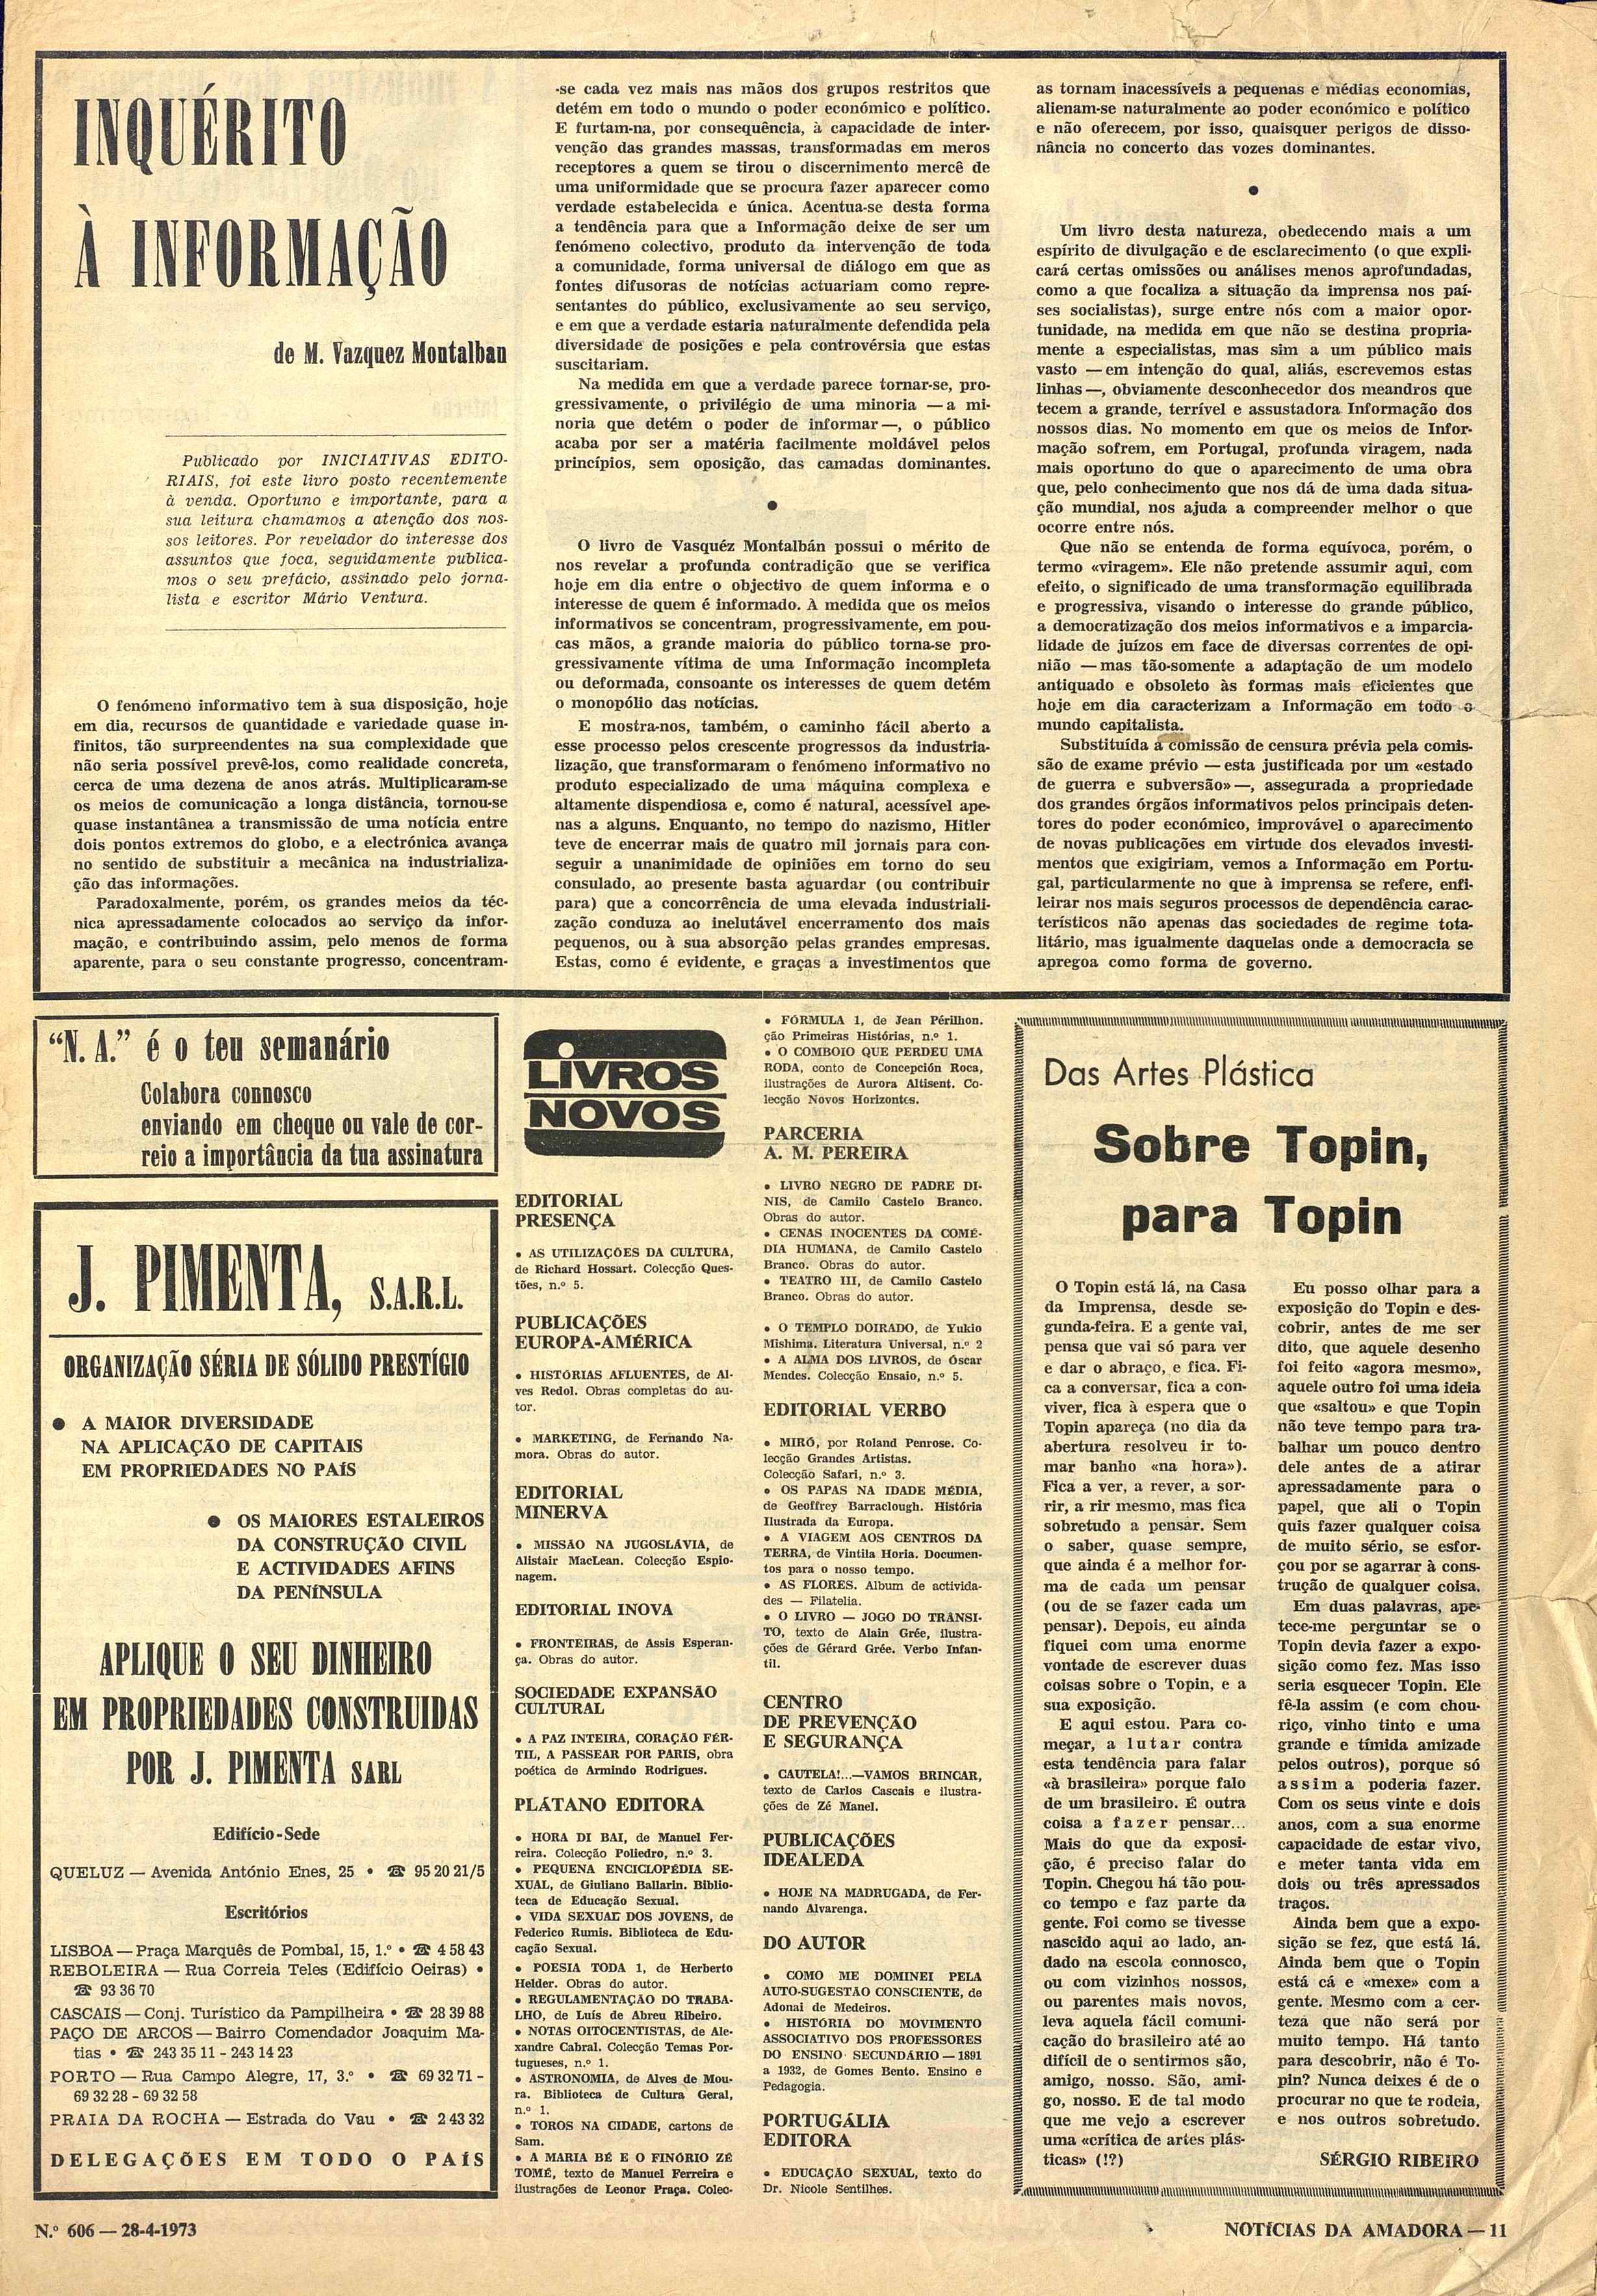 INQUÉRITO
À INFORMAÇÃO
de M. Vazquez Montalban
Publicado por INICIATIVAS EDITO-
RIAIS, foi este livro posto recentemente
à venda. Oportuno e importante, para a
sua leitura chamamos a atenção dos nos-
sos leitores. Por revelador do interesse dos
assuntos que foca, seguidamente publica-
mos o seu prefácio, assinado pelo jorna-
lista e escritor Mário Ventura.
O fenómeno informativo tem à sua disposição, hoje
em dia, recursos de quantidade e variedade quase in-
finitos, tão surpreendentes na sua complexidade que
não seria possível prevê-los, como realidade concreta,
cerca de uma dezena de anos atrás. Multiplicaram-se
os meios de comunicação a longa distância, tornou-se
quase instantânea a transmissão de uma notícia entre
dois pontos extremos do globo, e a electrónica avança
no sentido de substituir a mecânica na industrializa-
ção das informações.
Paradoxalmente, porém, os grandes meios da téc-
nica apressadamente colocados ao serviço da infor-
mação, e contribuindo assim, pelo menos de forma
aparente, para o seu constante progresso, concentram-
-se cada vez mais nas mãos dos grupos restritos que
detém em todo o mundo o poder económico e político.
E furtam-na, por consequência, à capacidade de inter-
venção das grandes massas, transformadas em meros
receptores a quem se tirou o discernimento mercê de
uma uniformidade que se procura fazer aparecer como
verdade estabelecida e única. Acentua-se desta forma
a tendência para que a Informação deixe de ser um
fenómeno colectivo, produto da intervenção de toda
a comunidade, forma universal de diálogo em que as
fontes difusoras de notícias actuariam como repre-
sentantes do público, exclusivamente ao seu serviço,
e em que a verdade estaria naturalmente defendida pela
diversidade de posições e pela controvérsia que estas
suscitariam.
Na medida em que a verdade parece tornar-se, pro-
gressivamente, o privilégio de uma minoria — a mi-
noria que detém o poder de informar —, o público
acaba por ser a matéria facilmente moldável pelos
princípios, sem oposição, das camadas dominantes.
•
O livro de Vasquéz Montalbán possui o mérito de
nos revelar a profunda contradição que se verifica
hoje em dia entre o objectivo de quem informa e o
interesse de quem é informado. À medida que os meios
informativos se concentram, progressivamente, em pou-
cas mãos, a grande maioria do público torna-se pro-
gressivamente vítima de uma Informação incompleta
ou deformada, consoante os interesses de quem detém
o monopólio das notícias.
E mostra-nos, também, o caminho fácil aberto a
esse processo pelos crescente progressos da industria-
lização, que transformaram o fenómeno informativo no
produto especializado de uma máquina complexa e
altamente dispendiosa e, como é natural, acessível ape-
nas a alguns. Enquanto, no tempo do nazismo, Hitler
teve de encerrar mais de quatro mil jornais para con-
seguir a unanimidade de opiniões em torno do seu
consulado, ao presente basta aguardar (ou contribuir
para) que a concorrência de uma elevada industriali-
zação conduza ao inelutável encerramento dos mais
pequenos, ou à sua absorção pelas grandes empresas.
Estas, como é evidente, e graças a investimentos que
as tornam inacessíveis a pequenas e médias economias,
alienam-se naturalmente ao poder económico e político
e não oferecem, por isso, quaisquer perigos de disso-
nância no concerto das vozes dominantes.
•
Um livro desta natureza, obedecendo mais a um
espírito de divulgação e de esclarecimento (o que expli-
cará certas omissões ou análises menos aprofundadas,
como a que focaliza a situação da imprensa nos paí-
ses socialistas), surge entre nós com a maior opor-
tunidade, na medida em que não se destina propria-
mente a especialistas, mas sim a um público mais
vasto — em intenção do qual, aliás, escrevemos estas
linhas —, obviamente desconhecedor dos meandros que
tecem a grande, terrível e assustadora Informação dos
nossos dias. No momento em que os meios de Infor-
mação sofrem, em Portugal, profunda viragem, nada
mais oportuno do que o aparecimento de uma obra
que, pelo conhecimento que nos dá de uma dada situa-
ção mundial, nos ajuda a compreender melhor o que
ocorre entre nós.
Que não se entenda de forma equívoca, porém, o
termo «viragem». Ele não pretende assumir aqui, com
efeito, o significado de uma transformação equilibrada
e progressiva, visando o interesse do grande público,
a democratização dos meios informativos e a imparcia-
lidade de juízos em face de diversas correntes de opi-
nião — mas tão-somente a adaptação de um modelo
antiquado e obsoleto às formas mais eficientes que
hoje em dia caracterizam a Informação em todo o
mundo capitalista.
Substituída a comissão de censura prévia pela comis-
são de exame prévio — esta justificada por um «estado
de guerra e subversão» —, assegurada a propriedade
dos grandes órgãos informativos pelos principais deten-
tores do poder económico, improvável o aparecimento
de novas publicações em virtude dos elevados investi-
mentos que exigiriam, vemos a Informação em Portu-
gal, particularmente no que à imprensa se refere, enfi-
leirar nos mais seguros processos de dependência carac-
terísticos não apenas das sociedades de regime tota-
litário, mas igualmente daquelas onde a democracia se
apregoa como forma de governo.
“N. A.” é o teu semanário
Colabora connosco
enviando em cheque ou vale de cor-
reio a importância da tua assinatura
J. PIMENTA, S.A.R.L.
ORGANIZAÇÃO SÉRIA DE SÓLIDO PRESTÍGIO
● A MAIOR DIVERSIDADE
NA APLICAÇÃO DE CAPITAIS
EM PROPRIEDADES NO PAÍS
● OS MAIORES ESTALEIROS
DA CONSTRUÇÃO CIVIL
E ACTIVIDADES AFINS
DA PENÍNSULA
APLIQUE O SEU DINHEIRO
EM PROPRIEDADES CONSTRUIDAS
POR J. PIMENTA SARL
Edifício-Sede
QUELUZ — Avenida António Enes, 25 • ☎ 95 20 21/5
Escritórios
LISBOA — Praça Marquês de Pombal, 15, 1.º • ☎ 4 58 43
REBOLEIRA — Rua Correia Teles (Edifício Oeiras) •
☎ 93 36 70
CASCAIS — Conj. Turístico da Pampilheira • ☎ 28 39 88
PAÇO DE ARCOS — Bairro Comendador Joaquim Ma-
tias • ☎ 243 35 11 - 243 14 23
PORTO — Rua Campo Alegre, 17, 3.º • ☎ 69 32 71 -
69 32 28 - 69 32 58
PRAIA DA ROCHA — Estrada do Vau • ☎ 2 43 32
DELEGAÇÕES EM TODO O PAÍS
LIVROS
NOVOS
EDITORIAL
PRESENÇA
• AS UTILIZAÇÕES DA CULTURA,
de Richard Hossart. Colecção Ques-
tões, n.º 5.
PUBLICAÇÕES
EUROPA-AMÉRICA
• HISTÓRIAS AFLUENTES, de Al-
ves Redol. Obras completas do au-
tor.
• MARKETING, de Fernando Na-
mora. Obras do autor.
EDITORIAL
MINERVA
• MISSÃO NA JUGOSLÁVIA, de
Alistair MacLean. Colecção Espio-
nagem.
EDITORIAL INOVA
• FRONTEIRAS, de Assis Esperan-
ça. Obras do autor.
SOCIEDADE EXPANSÃO
CULTURAL
• A PAZ INTEIRA, CORAÇÃO FÉR-
TIL, A PASSEAR POR PARIS, obra
poética de Armindo Rodrigues.
PLÁTANO EDITORA
• HORA DI BAI, de Manuel Fer-
reira. Colecção Poliedro, n.º 3.
• PEQUENA ENCICLOPÉDIA SE-
XUAL, de Giuliano Ballarin. Biblio-
teca de Educação Sexual.
• VIDA SEXUAL DOS JOVENS, de
Federico Rumis. Biblioteca de Edu-
cação Sexual.
• POESIA TODA 1, de Herberto
Helder. Obras do autor.
• REGULAMENTAÇÃO DO TRABA-
LHO, de Luís de Abreu Ribeiro.
• NOTAS OITOCENTISTAS, de Ale-
xandre Cabral. Colecção Temas Por-
tugueses, n.º 1.
• ASTRONOMIA, de Alves de Mou-
ra. Biblioteca de Cultura Geral,
n.º 1.
• TOROS NA CIDADE, cartons de
Sam.
• A MARIA BÉ E O FINÓRIO ZÉ
TOMÉ, texto de Manuel Ferreira e
ilustrações de Leonor Praça. Colec-
• FÓRMULA 1, de Jean Périlhon.
ção Primeiras Histórias, n.º 1.
• O COMBOIO QUE PERDEU UMA
RODA, conto de Concepción Roca,
ilustrações de Aurora Altisent. Co-
lecção Novos Horizontes.
PARCERIA
A. M. PEREIRA
• LIVRO NEGRO DE PADRE DI-
NIS, de Camilo Castelo Branco.
Obras do autor.
• CENAS INOCENTES DA COMÉ-
DIA HUMANA, de Camilo Castelo
Branco. Obras do autor.
• TEATRO III, de Camilo Castelo
Branco. Obras do autor.
• O TEMPLO DOIRADO, de Yukio
Mishima. Literatura Universal, n.º 2
• A ALMA DOS LIVROS, de Óscar
Mendes. Colecção Ensaio, n.º 5.
EDITORIAL VERBO
• MIRÓ, por Roland Penrose. Co-
lecção Grandes Artistas.
Colecção Safari, n.º 3.
• OS PAPAS NA IDADE MÉDIA,
de Geoffrey Barraclough. História
Ilustrada da Europa.
• A VIAGEM AOS CENTROS DA
TERRA, de Vintila Horia. Documen-
tos para o nosso tempo.
• AS FLORES. Album de activida-
des — Filatelia.
• O LIVRO — JOGO DO TRÂNSI-
TO, texto de Alain Grée, ilustra-
ções de Gérard Grée. Verbo Infan-
til.
CENTRO
DE PREVENÇÃO
E SEGURANÇA
• CAUTELA!...—VAMOS BRINCAR,
texto de Carlos Cascais e ilustra-
ções de Zé Manel.
PUBLICAÇÕES
IDEALEDA
• HOJE NA MADRUGADA, de Fer-
nando Alvarenga.
DO AUTOR
• COMO ME DOMINEI PELA
AUTO-SUGESTÃO CONSCIENTE, de
Adonai de Medeiros.
• HISTÓRIA DO MOVIMENTO
ASSOCIATIVO DOS PROFESSORES
DO ENSINO SECUNDÁRIO — 1891
a 1932, de Gomes Bento. Ensino e
Pedagogia.
PORTUGÁLIA
EDITORA
• EDUCAÇÃO SEXUAL, texto do
Dr. Nicole Sentilhes.
Das Artes Plástica
Sobre Topin,
para Topin
O Topin está lá, na Casa
da Imprensa, desde se-
gunda-feira. E a gente vai,
pensa que vai só para ver
e dar o abraço, e fica. Fi-
ca a conversar, fica a con-
viver, fica à espera que o
Topin apareça (no dia da
abertura resolveu ir to-
mar banho «na hora»).
Fica a ver, a rever, a sor-
rir, a rir mesmo, mas fica
sobretudo a pensar. Sem
o saber, quase sempre,
que ainda é a melhor for-
ma de cada um pensar
(ou de se fazer cada um
pensar). Depois, eu ainda
fiquei com uma enorme
vontade de escrever duas
coisas sobre o Topin, e a
sua exposição.
E aqui estou. Para co-
meçar, a lutar contra
esta tendência para falar
«à brasileira» porque falo
de um brasileiro. É outra
coisa a fazer pensar...
Mais do que da exposi-
ção, é preciso falar do
Topin. Chegou há tão pou-
co tempo e faz parte da
gente. Foi como se tivesse
nascido aqui ao lado, an-
dado na escola connosco,
ou com vizinhos nossos,
ou parentes mais novos,
leva aquela fácil comuni-
cação do brasileiro até ao
difícil de o sentirmos são,
amigo, nosso. São, ami-
go, nosso. E de tal modo
que me vejo a escrever
uma «crítica de artes plás-
ticas» (!?)
Eu posso olhar para a
exposição do Topin e des-
cobrir, antes de me ser
dito, que aquele desenho
foi feito «agora mesmo»,
aquele outro foi uma ideia
que «saltou» e que Topin
não teve tempo para tra-
balhar um pouco dentro
dele antes de a atirar
apressadamente para o
papel, que ali o Topin
quis fazer qualquer coisa
de muito sério, se esfor-
çou por se agarrar à cons-
trução de qualquer coisa.
Em duas palavras, ape-
tece-me perguntar se o
Topin devia fazer a expo-
sição como fez. Mas isso
seria esquecer Topin. Ele
fê-la assim (e com chou-
riço, vinho tinto e uma
grande e tímida amizade
pelos outros), porque só
assim a poderia fazer.
Com os seus vinte e dois
anos, com a sua enorme
capacidade de estar vivo,
e meter tanta vida em
dois ou três apressados
traços.
Ainda bem que a expo-
sição se fez, que está lá.
Ainda bem que o Topin
está cá e «mexe» com a
gente. Mesmo com a cer-
teza que não será por
muito tempo. Há tanto
para descobrir, não é To-
pin? Nunca deixes é de o
procurar no que te rodeia,
e nos outros sobretudo.
SÉRGIO RIBEIRO
N.º 606 — 28-4-1973
NOTÍCIAS DA AMADORA — 11